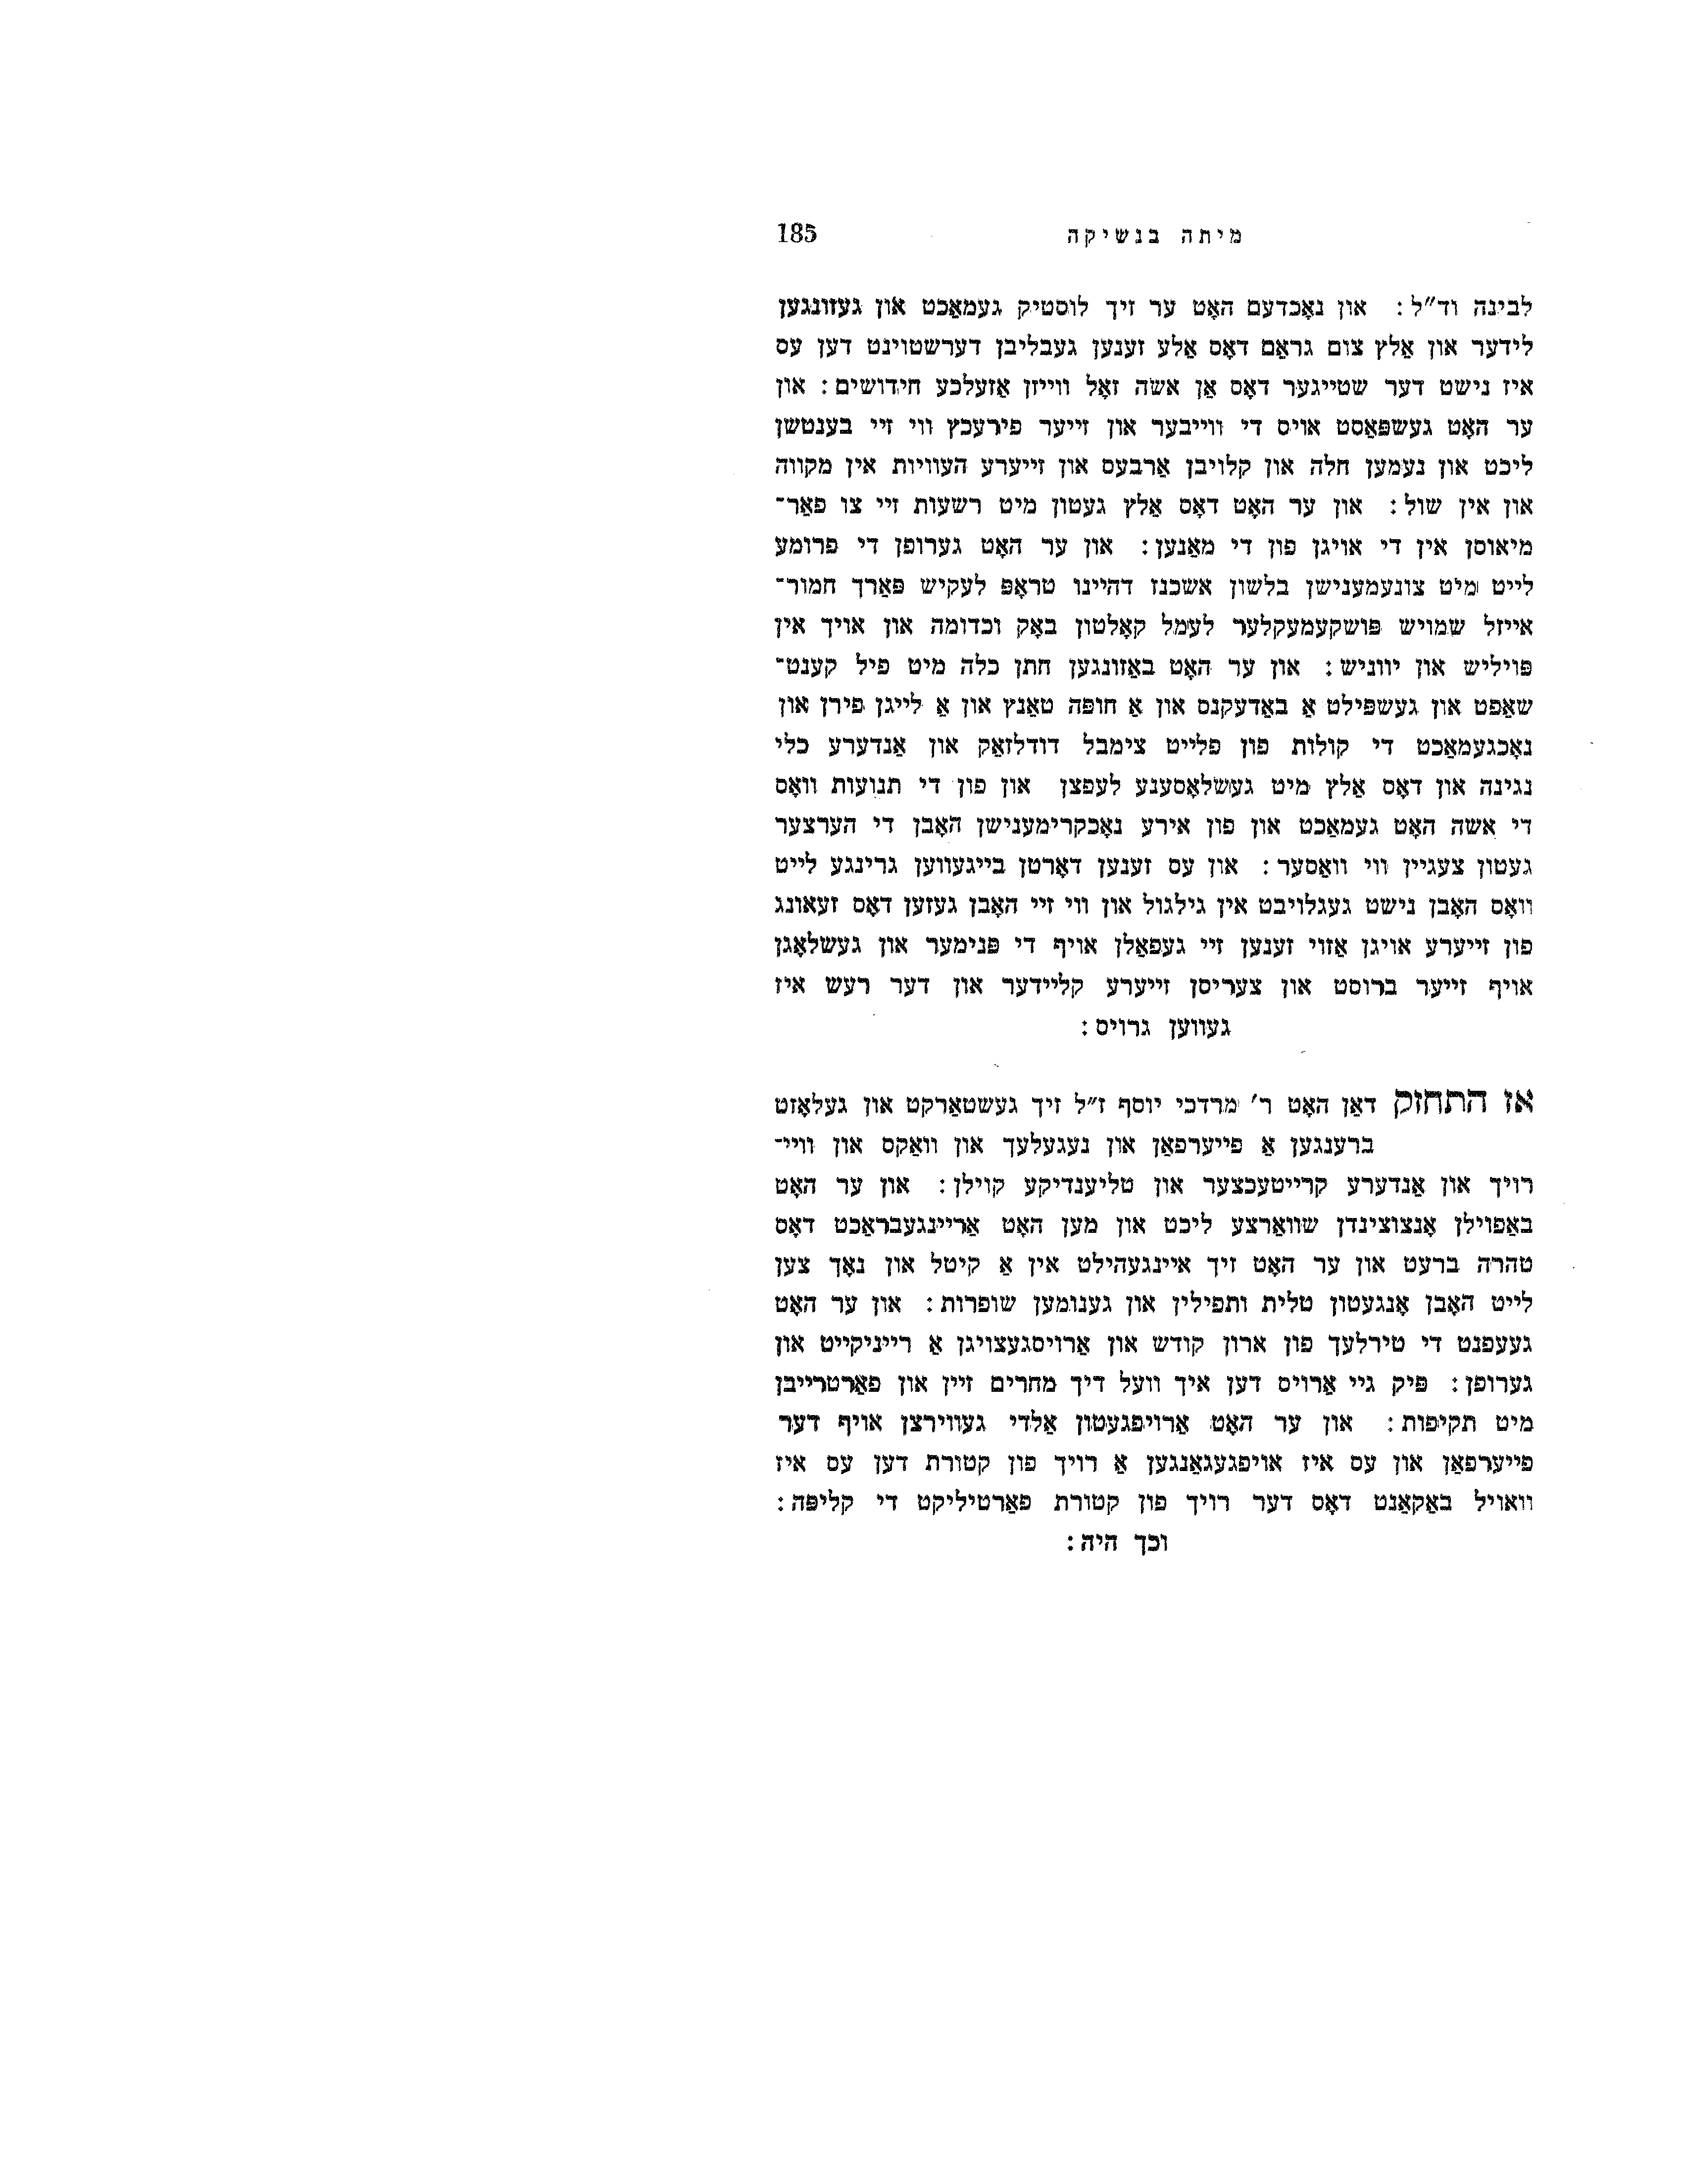 מיתה בנשיקה 185
לבינה וד"ל: און נאָכדעם האָט ער זיך לוסטיק געמאַכט און געזונגען
לידער און אַלץ צום גראַם דאָס אַלע זענען געבליבן דערשטוינט דען עס
איז נישט דער שטייגער דאָס אַן אשה זאָל ווייזן אַזעלכע חידושים: און
ער האָט געשפּאַסט אויס די ווייבער און זייער פירעכץ ווי זיי בענטשן
ליכט און נעמען חלה און קלויבן אַרבעס און זייערע העוויות אין מקווה
און אין שול: און ער האָט דאָס אַלץ געטון מיט רשעות זיי צו פאַר־
מיאוסן אין די אויגן פון די מאַנען: און ער האָט גערופן די פרומע
לייט מיט צונעמענישן בלשון אשכנז דהיינו טראָפּ לעקיש פּאַרך חמור־
אייזל שמויש פּושקעמעקלער לעמל קאָלטון באָק וכדומה און אויך אין
פּויליש און יווניש: און ער האָט באַזונגען חתן כלה מיט פיל קענט־
שאַפט און געשפּילט אַ באַדעקנס און אַ חופּה טאַנץ און אַ לייגן פירן און
נאָכגעמאַכט די קולות פון פלייט צימבל דודלזאַק און אַנדערע כלי
נגינה און דאָס אַלץ מיט געשלאָסענע לעפצן און פון די תנועות וואָס
די אשה האָט געמאַכט און פון אירע נאָכקרימענישן האָבן די הערצער
געטון צעגיין ווי וואַסער: און עס זענען דאָרטן בייגעווען גרינגע לייט
וואָס האָבן נישט געגלויבט אין גילגול און ווי זיי האָבן געזען דאָס זעאונג
פון זייערע אויגן אַזוי זענען זיי געפאַלן אויף די פּנימער און געשלאָגן
אויף זייער ברוסט און צעריסן זייערע קליידער און דער רעש איז
געווען גרויס:
אז התחזק דאַן האָט ר' מרדכי יוסף ז"ל זיך געשטאַרקט און געלאָזט
ברענגען אַ פייערפאַן און נעגעלעך און וואַקס און וויי־
רויך און אַנדערע קרייטעכצער און טליענדיקע קוילן: און ער האָט
באַפוילן אָנצוצינדן שוואַרצע ליכט און מען האָט אַריינגעבראַכט דאָס
טהרה ברעט און ער האָט זיך איינגעהילט אין אַ קיטל און נאָך צען
לייט האָבן אָנגעטון טלית ותפילין און גענומען שופרות: און ער האָט
געעפנט די טירלעך פון ארון קודש און אַרויסגעצויגן אַ רייניקייט און
גערופן: פּיק גיי אַרויס דען איך וועל דיך מחרים זיין און פאַרטרייבן
מיט תקיפות: און ער האָט אַרויפגעטון אַלדי געווירצן אויף דער
פייערפאַן און עס איז אויפגעגאַנגען אַ רויך פון קטורת דען עס איז
וואויל באַקאַנט דאָס דער רויך פון קטורת פאַרטיליקט די קליפּה:
וכך היה: